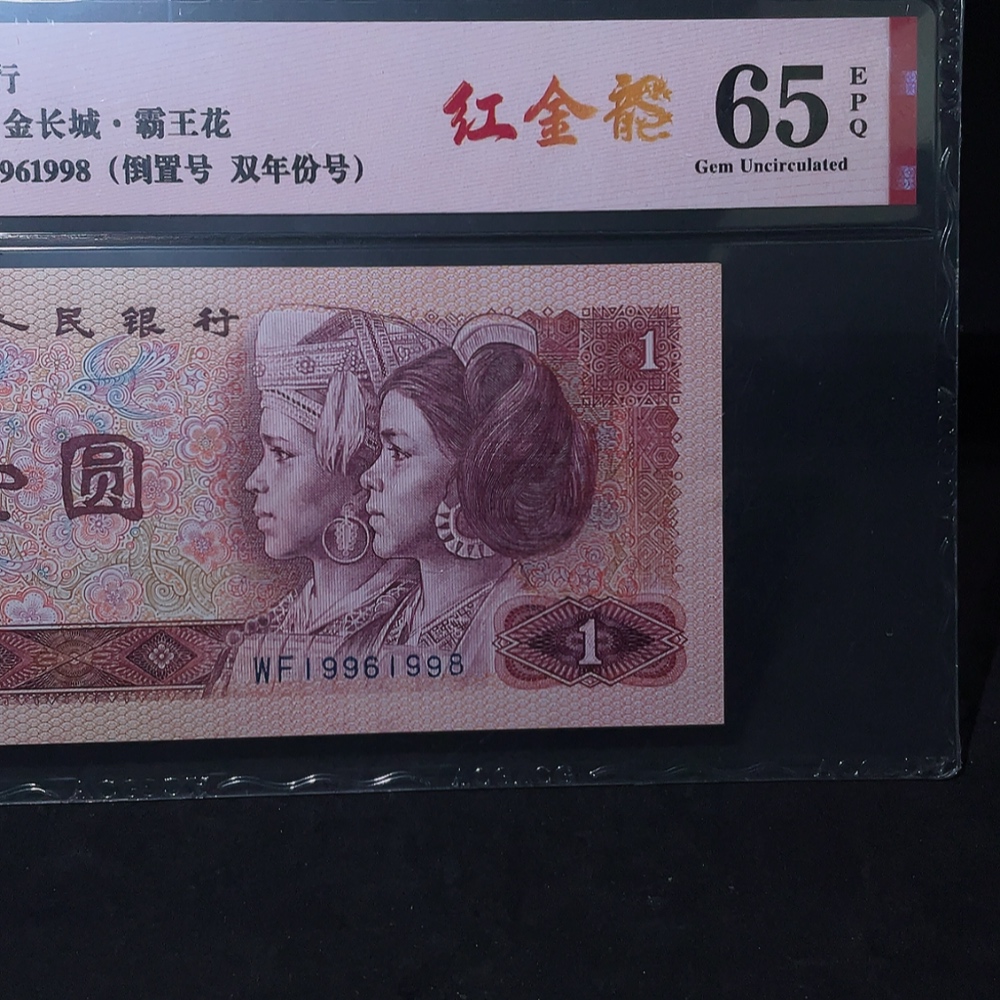 行
金长城·霸王花
961998（倒置号 双年份号）
红金龍
65
EPQ
Gem Uncirculated
人民银行
1
圆
WF19961998
1